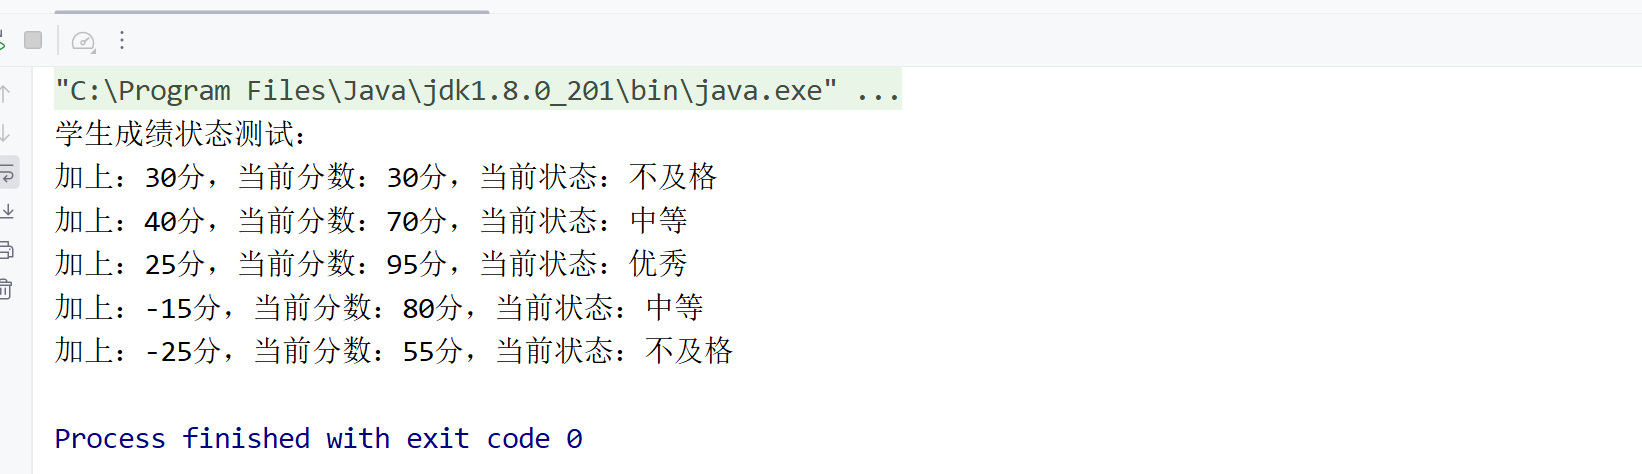 "C:\Program Files\Java\jdk1.8.0_201\bin\java.exe" ...
学生成绩状态测试：
加上：30分，当前分数：30分，当前状态：不及格
加上：40分，当前分数：70分，当前状态：中等
加上：25分，当前分数：95分，当前状态：优秀
加上：-15分，当前分数：80分，当前状态：中等
加上：-25分，当前分数：55分，当前状态：不及格
Process finished with exit code 0